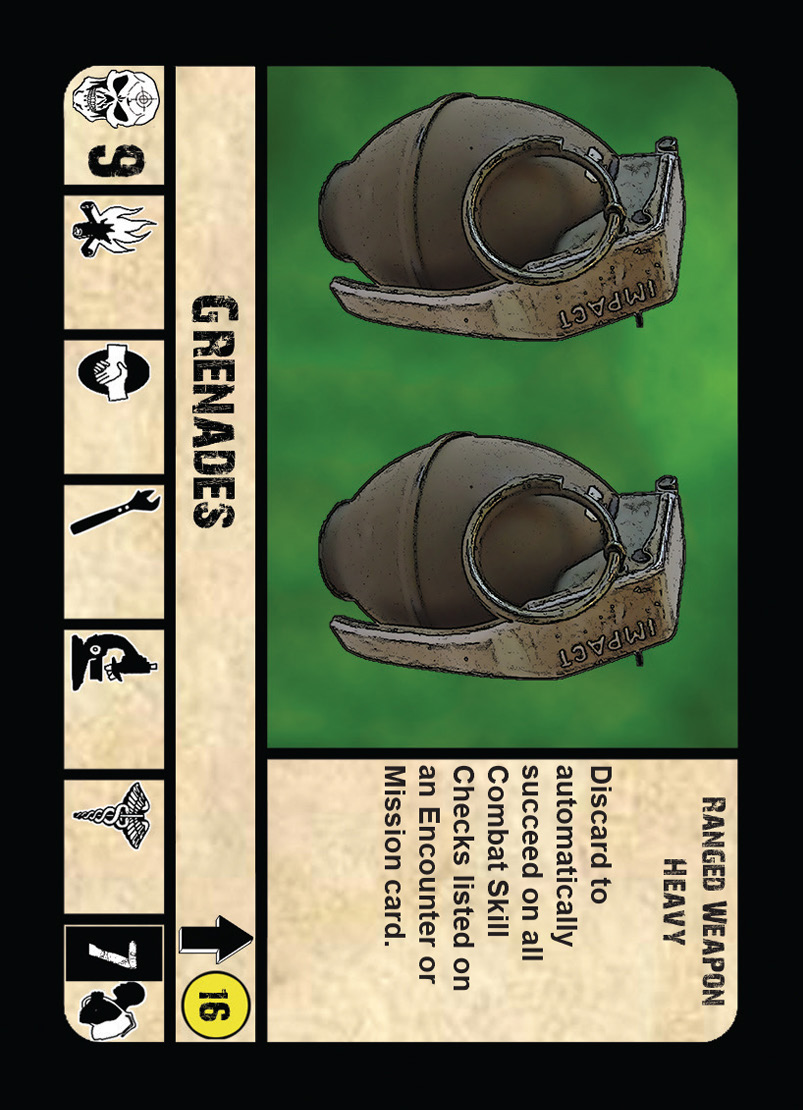 IMPACT
IMPACT
RANGED WEAPON
HEAVY
Discard to
automatically
succeed on all
Combat Skill
Checks listed on
an Encounter or
Mission card.
GRENADES
16
9
7